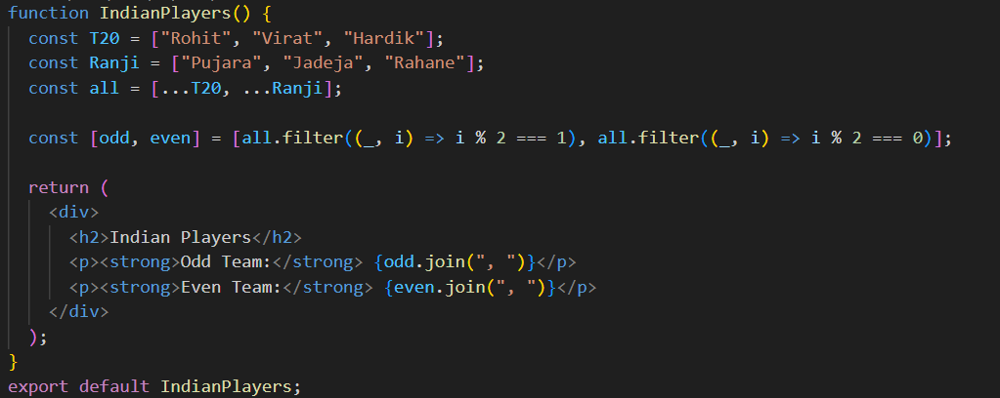 function IndianPlayers() {
  const T20 = ["Rohit", "Virat", "Hardik"];
  const Ranji = ["Pujara", "Jadeja", "Rahane"];
  const all = [...T20, ...Ranji];

  const [odd, even] = [all.filter((_, i) => i % 2 === 1), all.filter((_, i) => i % 2 === 0)];

  return (
    <div>
      <h2>Indian Players</h2>
      <p><strong>Odd Team:</strong> {odd.join(", ")}</p>
      <p><strong>Even Team:</strong> {even.join(", ")}</p>
    </div>
  );
}
export default IndianPlayers;